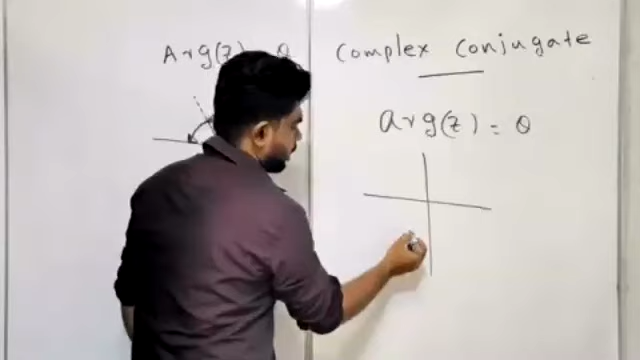 Arg(z) θ
Complex Conjugate
arg(z) = θ